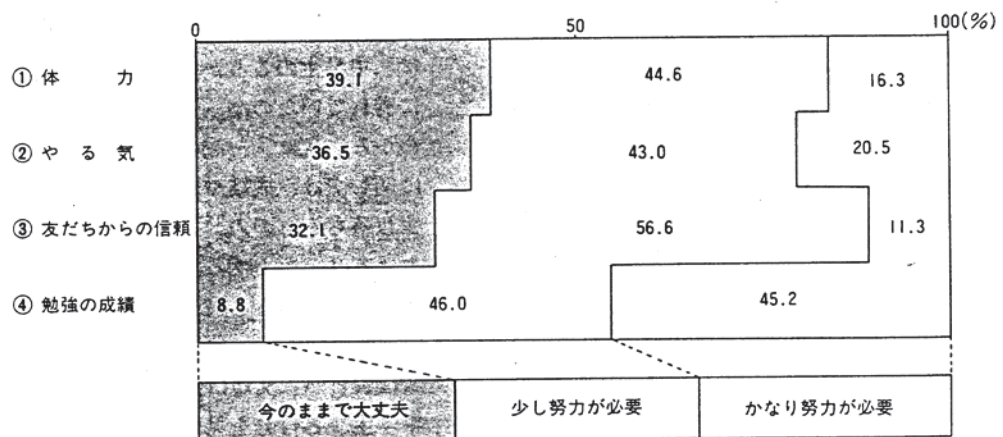 0 50 100(%)
① 体力 39.1 44.6 16.3
② やる気 36.5 43.0 20.5
③ 友だちからの信頼 32.1 56.6 11.3
④ 勉強の成績 8.8 46.0 45.2
今のままで大丈夫 少し努力が必要 かなり努力が必要